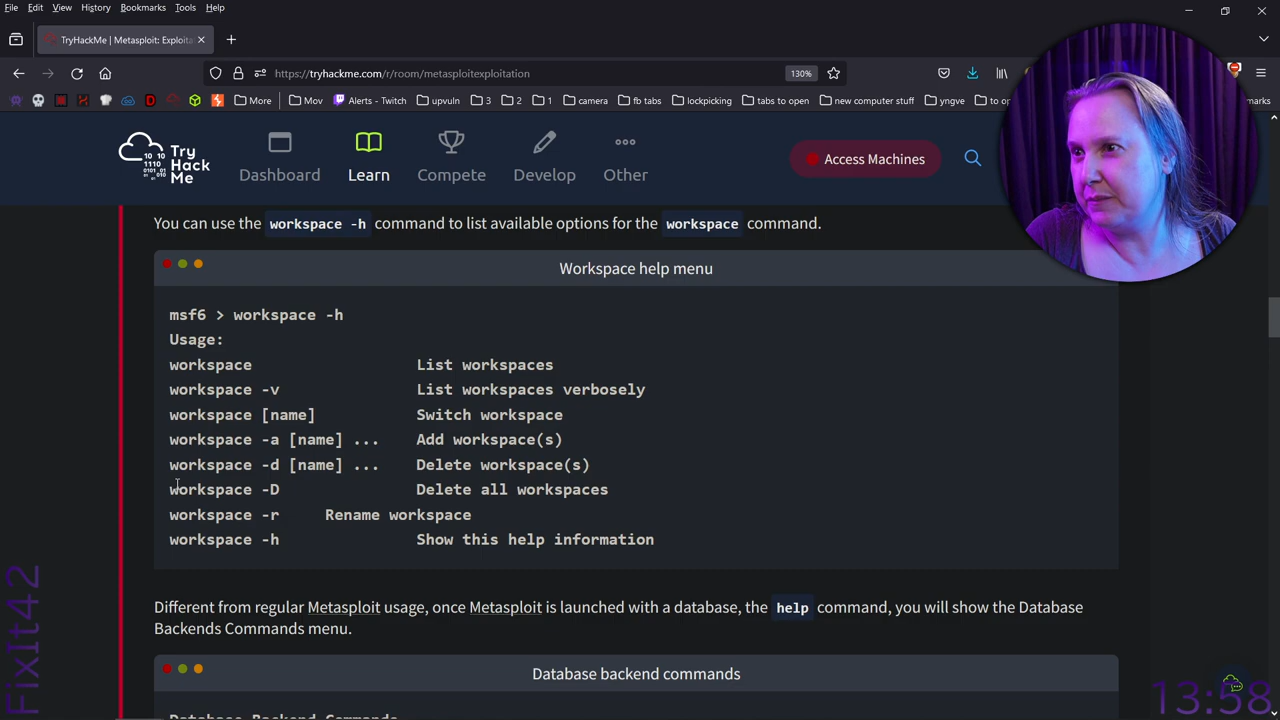 File Edit View History Bookmarks Tools Help
TryHackMe | Metasploit: Exploita
https://tryhackme.com/r/room/metasploitexploitation
130%
More Mov Alerts - Twitch upvuln 3 2 1 camera fb tabs lockpicking tabs to open new computer stuff yngve to op
Try
Hack
Me
Dashboard Learn Compete Develop Other
Access Machines
You can use the workspace -h command to list available options for the workspace command.
Workspace help menu
msf6 > workspace -h
Usage:
workspace List workspaces
workspace -v List workspaces verbosely
workspace [name] Switch workspace
workspace -a [name] ... Add workspace(s)
workspace -d [name] ... Delete workspace(s)
workspace -D Delete all workspaces
workspace -r Rename workspace
workspace -h Show this help information
Different from regular Metasploit usage, once Metasploit is launched with a database, the help command, you will show the Database
Backends Commands menu.
Database backend commands
Database Backend Commands
FixIt42
13:58